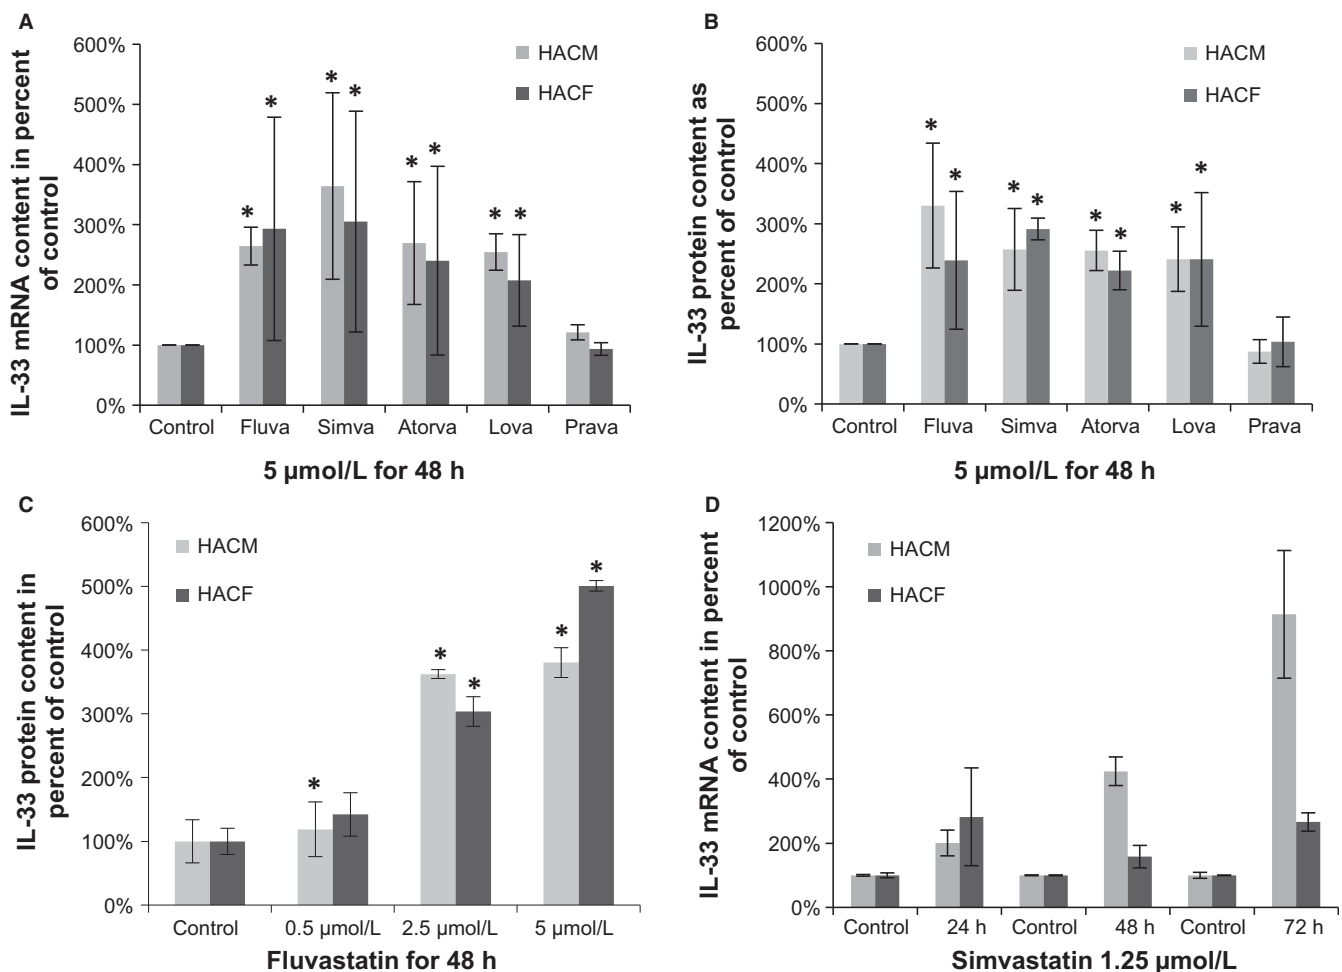 A
IL-33 mRNA content in percent
of control
600%
500%
400%
300%
200%
100%
0%
HACM
HACF
* * * * * * * *
Control Fluva Simva Atorva Lova Prava
5 µmol/L for 48 h
B
IL-33 protein content as
percent of control
600%
500%
400%
300%
200%
100%
0%
HACM
HACF
* * * * * * * *
Control Fluva Simva Atorva Lova Prava
5 µmol/L for 48 h
C
IL-33 protein content in
percent of control
600%
500%
400%
300%
200%
100%
0%
HACM
HACF
* * * * *
Control 0.5 µmol/L 2.5 µmol/L 5 µmol/L
Fluvastatin for 48 h
D
IL-33 mRNA content in percent
of control
1200%
1000%
800%
600%
400%
200%
0%
HACM
HACF
Control 24 h Control 48 h Control 72 h
Simvastatin 1.25 µmol/L